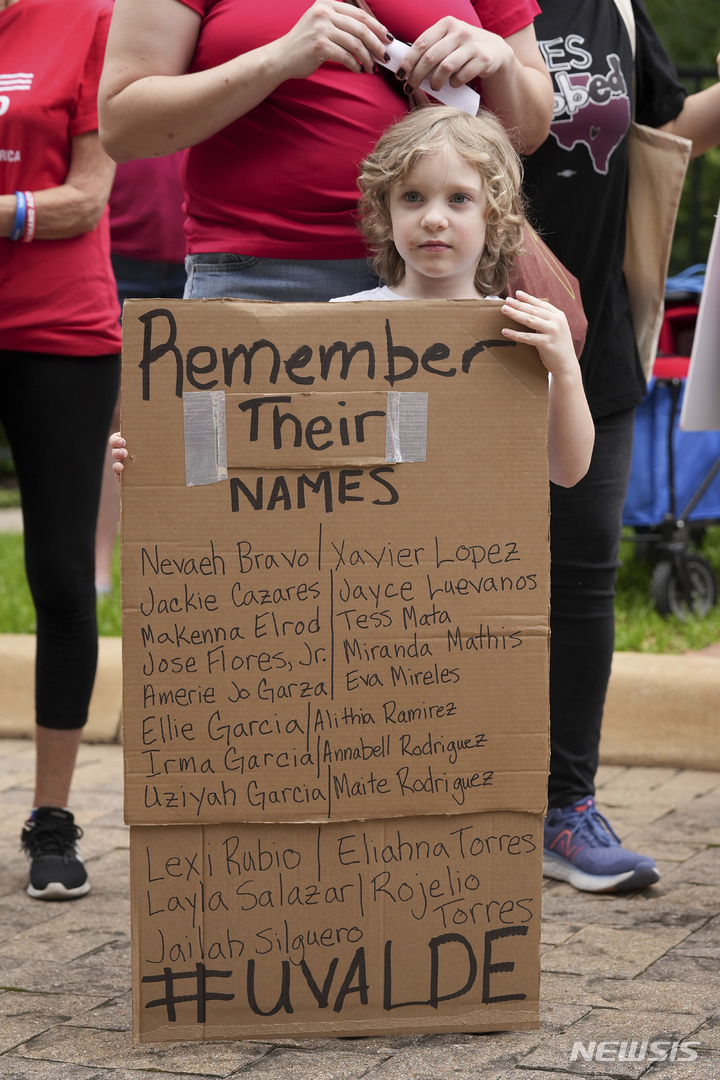 Remember
Their
NAMES
Nevaeh Bravo | Xavier Lopez
Jackie Cazares | Jayce Luevanos
Makenna Elrod | Tess Mata
Jose Flores, Jr. | Miranda Mathis
Amerie Jo Garza | Eva Mireles
Ellie Garcia | Alithia Ramirez
Irma Garcia | Annabell Rodriguez
Uziyah Garcia | Maite Rodriguez
Lexi Rubio | Eliahna Torres
Layla Salazar | Rojelio Torres
Jailah Silguero
#UVALDE
NEWSIS